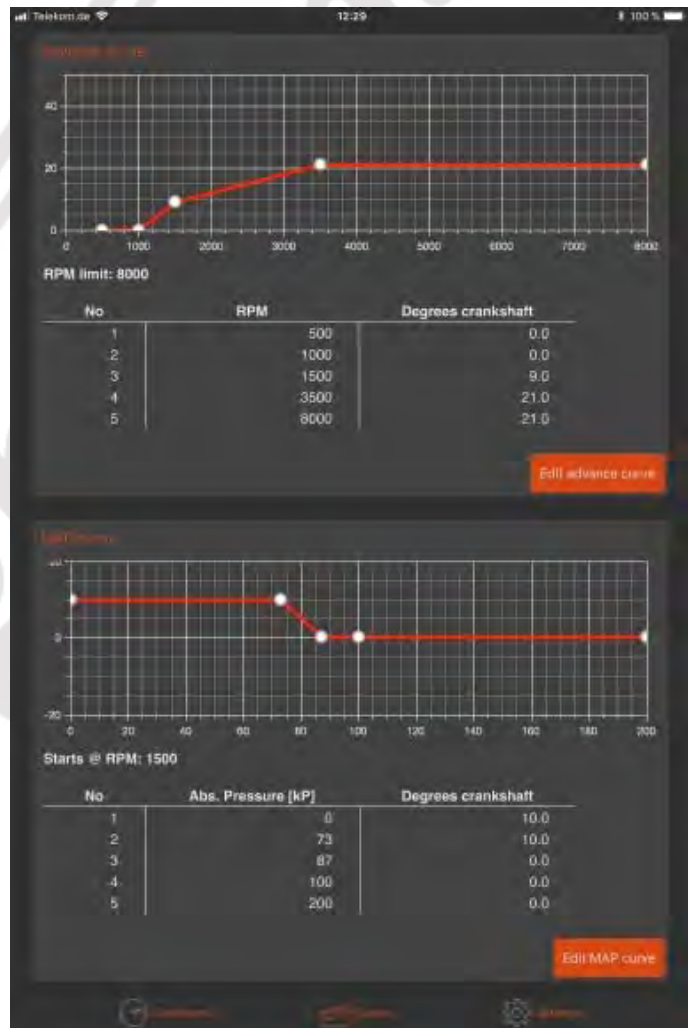 Telekom.de 12:29 100 %
40
20
0
0 1000 2000 3000 4000 5000 6000 7000 8000
RPM limit: 8000
No RPM Degrees crankshaft
1 500 0.0
2 1000 0.0
3 1500 9.0
4 3500 21.0
5 8000 21.0
Edit advance curve
20
0
-20
0 20 40 60 80 100 120 140 160 180 200
Starts @ RPM: 1500
No Abs. Pressure [kP] Degrees crankshaft
1 0 10.0
2 73 10.0
3 87 0.0
4 100 0.0
5 200 0.0
Edit MAP curve